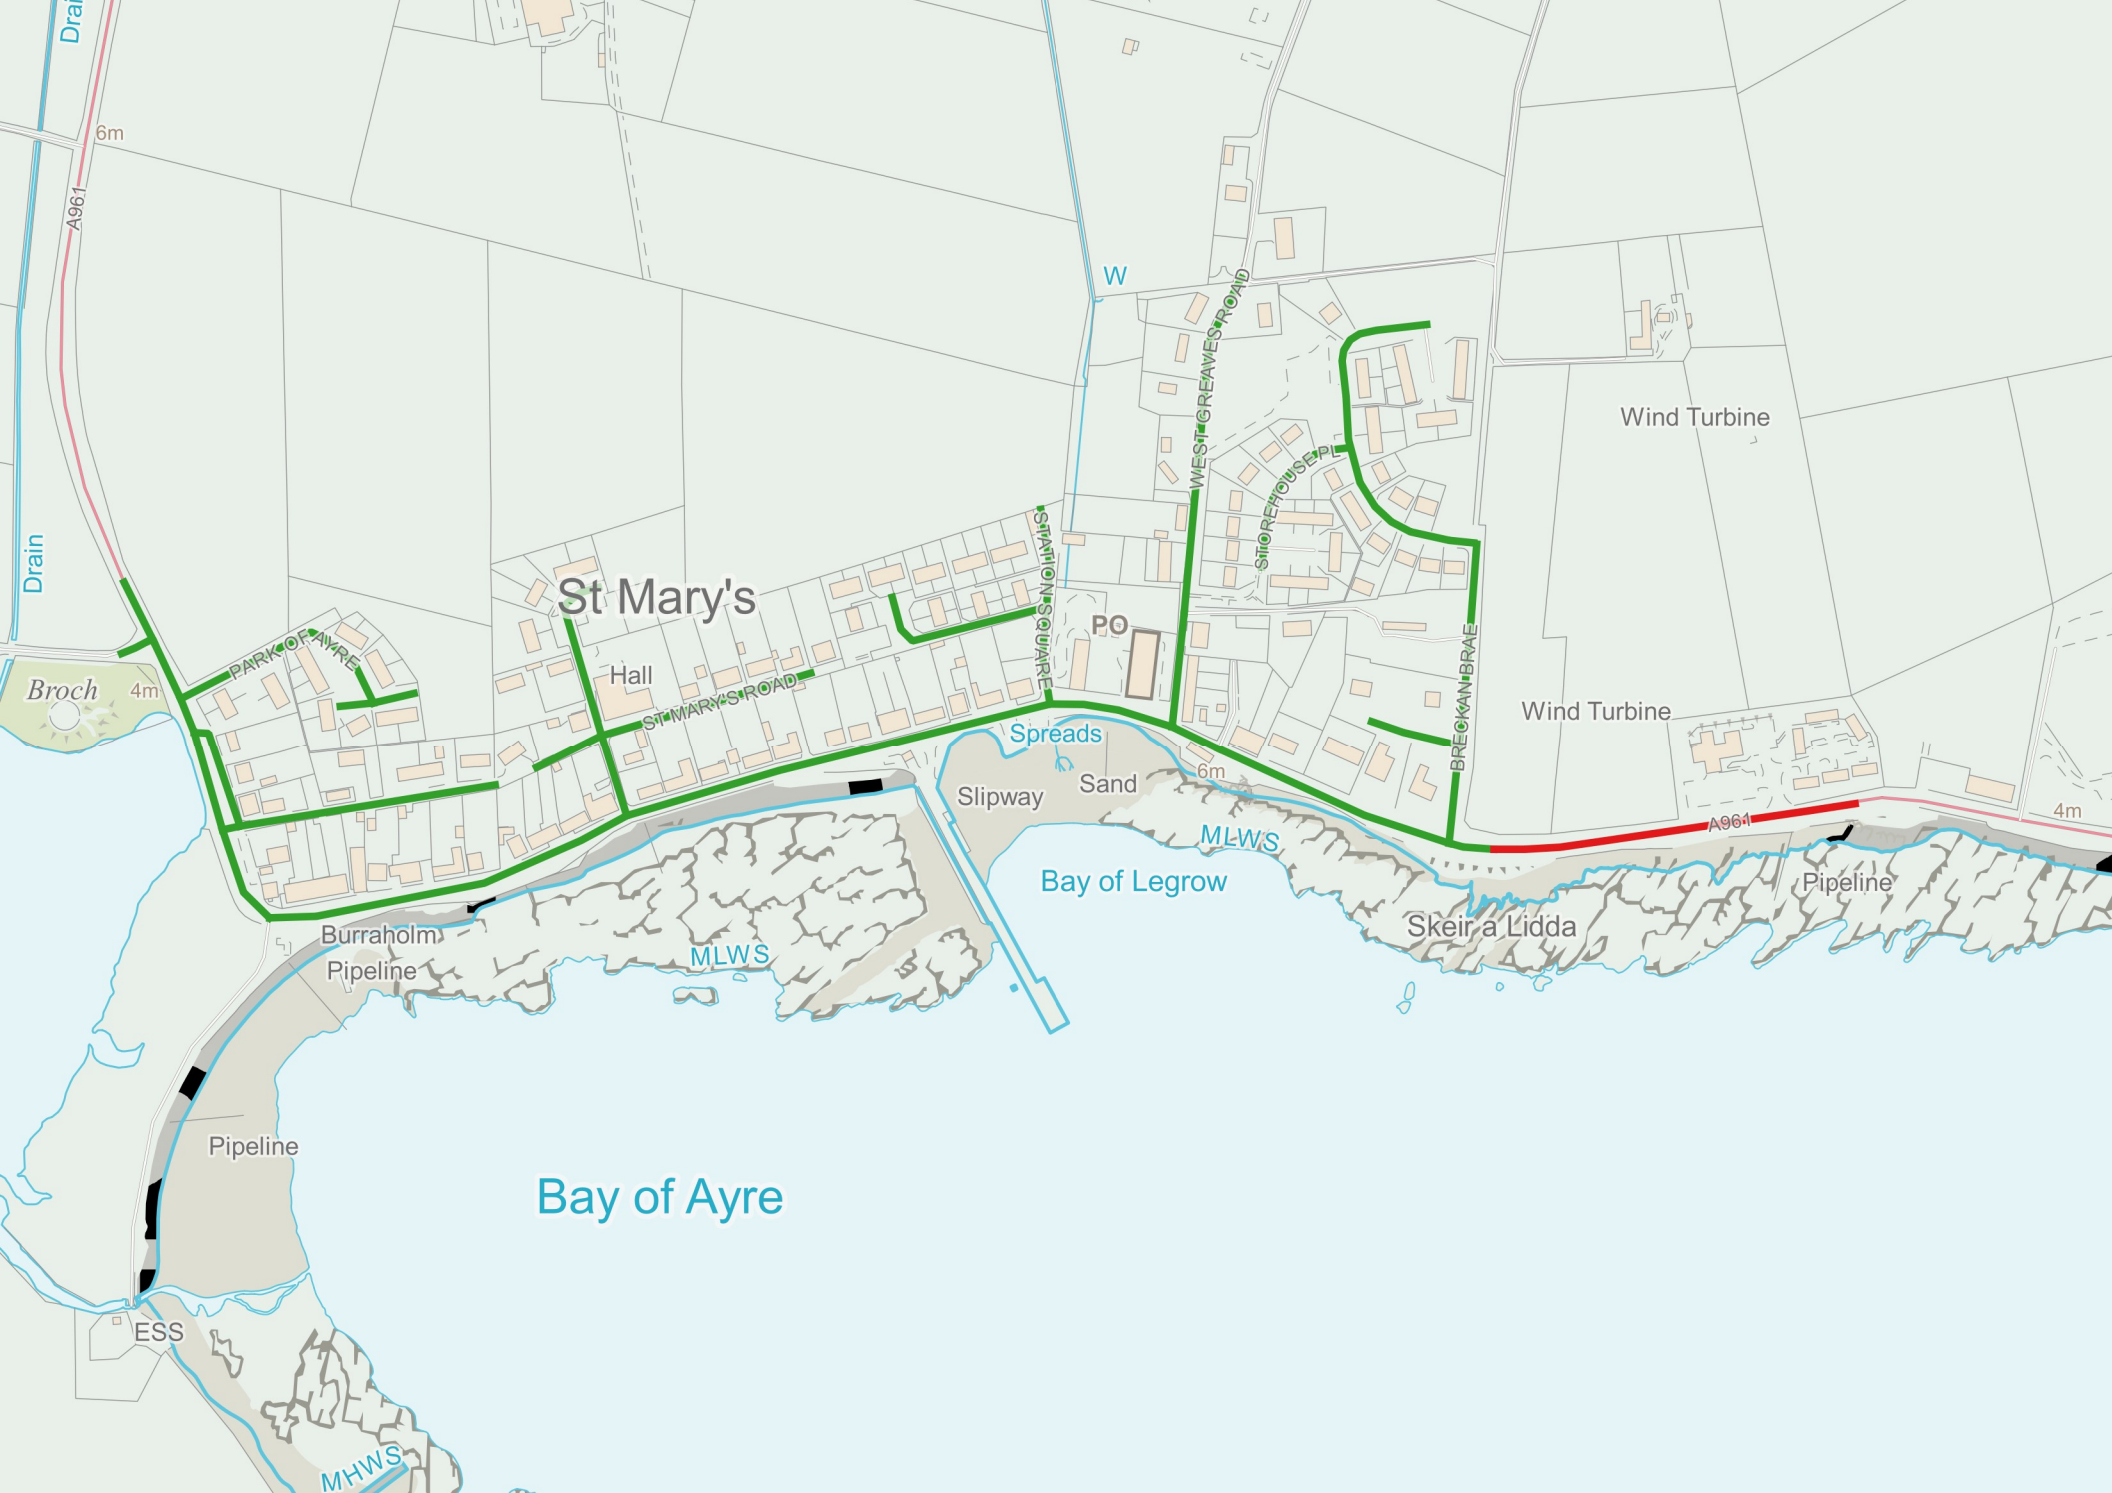 Drain
6m
A961
W
WEST GREAVES ROAD
Wind Turbine
STOREHOUSE PL
STATION SQUARE
Drain
St Mary's
PO
PARK OF AYRE
Hall
BRECKAN BRAE
Broch
4m
ST MARY'S ROAD
Wind Turbine
Spreads
6m
Sand
Slipway
4m
A961
MLWS
Bay of Legrow
Pipeline
Skeir a Lidda
Burraholm
MLWS
Pipeline
Pipeline
Bay of Ayre
ESS
MHWS